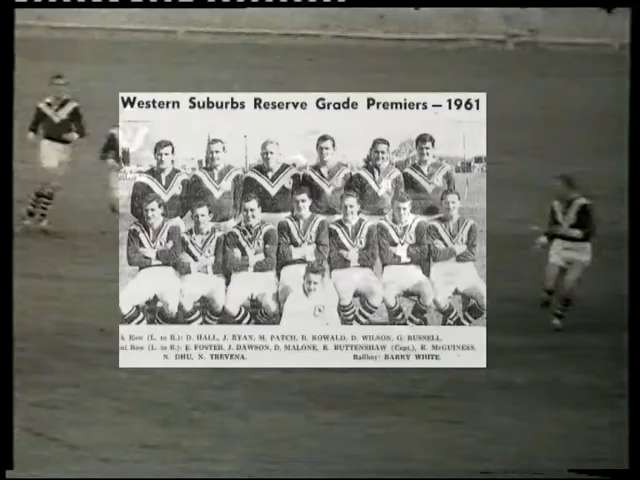 Western Suburbs Reserve Grade Premiers — 1961
k Row (L. to R.): D. HALL, J. RYAN, M. PATCH, B. ROWALD, D. WILSON, G. RUSSELL.
nt Row (L. to R.): E. FOSTER, J. DAWSON, D. MALONE, K. BUTTENSHAW (Capt.), R. McGUINESS,
N. DHU, N. TREVENA. Ballboy: BARRY WHITE.